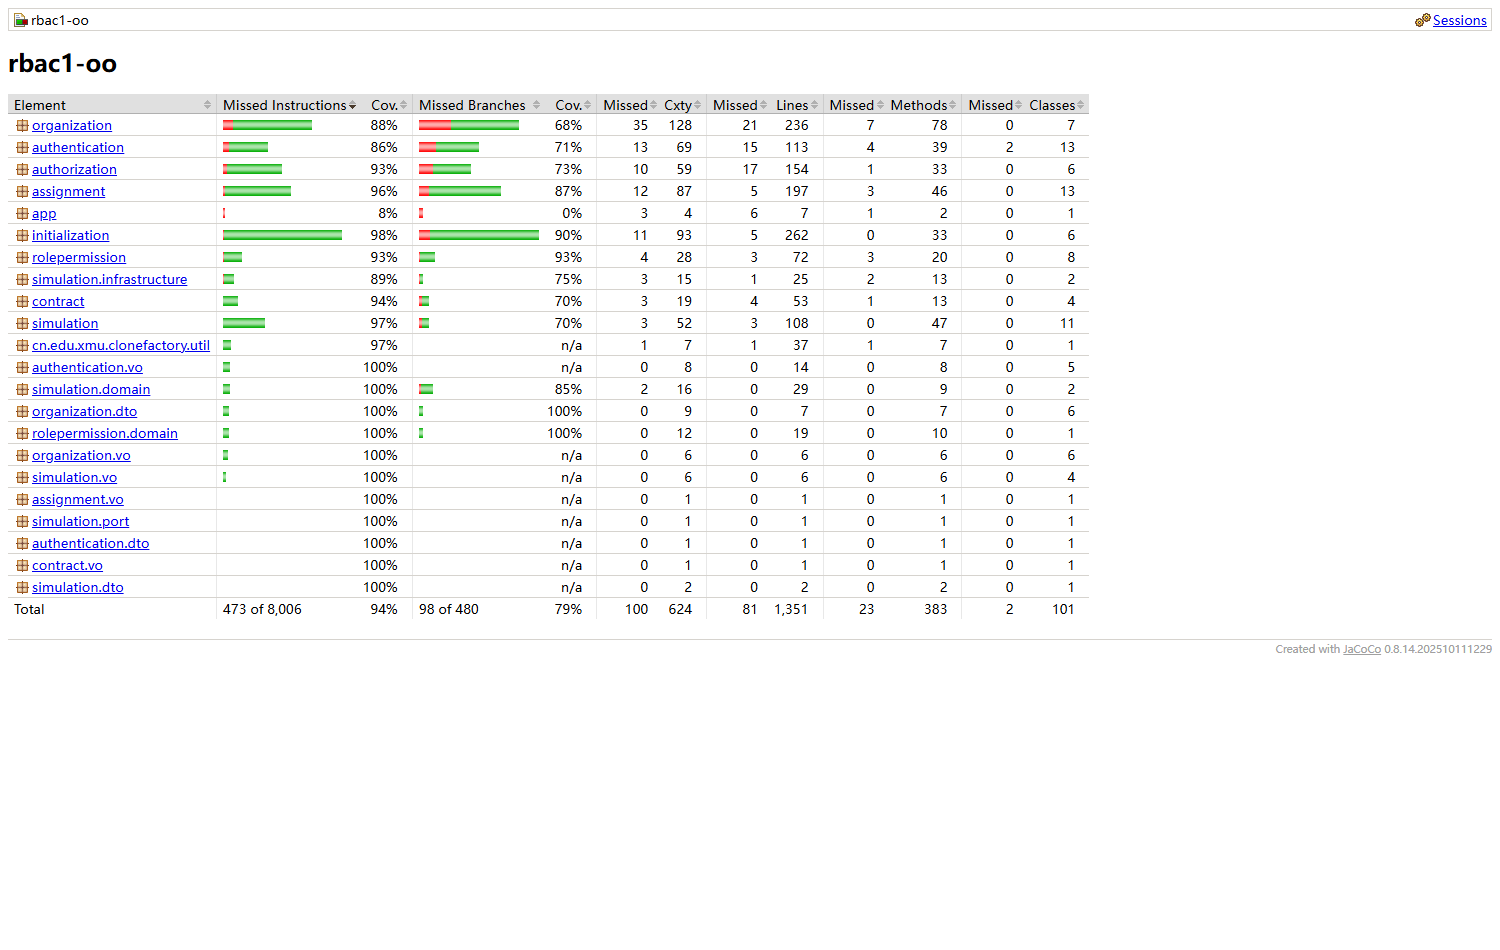 rbac1-oo Sessions
rbac1-oo
Element Missed Instructions Cov. Missed Branches Cov. Missed Cxty Missed Lines Missed Methods Missed Classes
organization 88% 68% 35 128 21 236 7 78 0 7
authentication 86% 71% 13 69 15 113 4 39 2 13
authorization 93% 73% 10 59 17 154 1 33 0 6
assignment 96% 87% 12 87 5 197 3 46 0 13
app 8% 0% 3 4 6 7 1 2 0 1
initialization 98% 90% 11 93 5 262 0 33 0 6
rolepermission 93% 93% 4 28 3 72 3 20 0 8
simulation.infrastructure 89% 75% 3 15 1 25 2 13 0 2
contract 94% 70% 3 19 4 53 1 13 0 4
simulation 97% 70% 3 52 3 108 0 47 0 11
cn.edu.xmu.clonefactory.util 97% n/a 1 7 1 37 1 7 0 1
authentication.vo 100% n/a 0 8 0 14 0 8 0 5
simulation.domain 100% 85% 2 16 0 29 0 9 0 2
organization.dto 100% 100% 0 9 0 7 0 7 0 6
rolepermission.domain 100% 100% 0 12 0 19 0 10 0 1
organization.vo 100% n/a 0 6 0 6 0 6 0 6
simulation.vo 100% n/a 0 6 0 6 0 6 0 4
assignment.vo 100% n/a 0 1 0 1 0 1 0 1
simulation.port 100% n/a 0 1 0 1 0 1 0 1
authentication.dto 100% n/a 0 1 0 1 0 1 0 1
contract.vo 100% n/a 0 1 0 1 0 1 0 1
simulation.dto 100% n/a 0 2 0 2 0 2 0 1
Total 473 of 8,006 94% 98 of 480 79% 100 624 81 1,351 23 383 2 101
Created with JaCoCo 0.8.14.202510111229